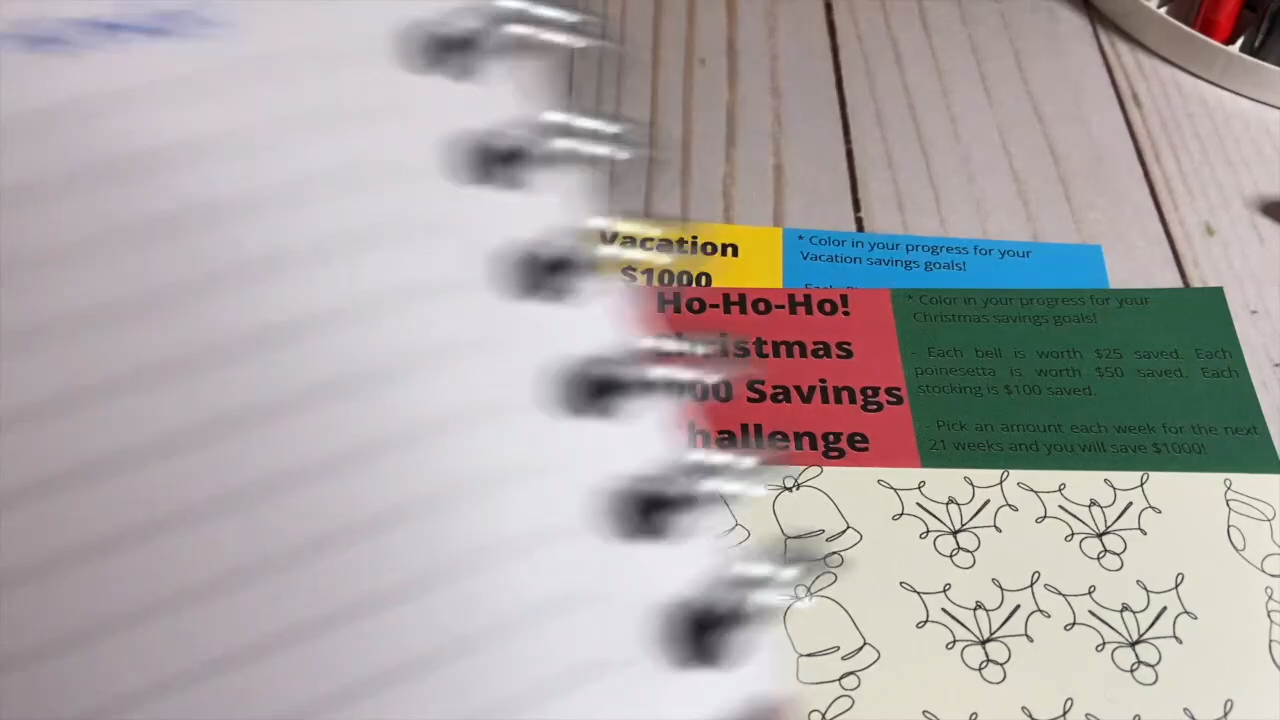 Vacation
$1000
* Color in your progress for your
Vacation savings goals!
Ho-Ho-Ho!
Christmas
00 Savings
hallenge
* Color in your progress for your
Christmas savings goals!
- Each bell is worth $25 saved. Each
poinesetta is worth $50 saved. Each
stocking is $100 saved.
- Pick an amount each week for the next
21 weeks and you will save $1000!